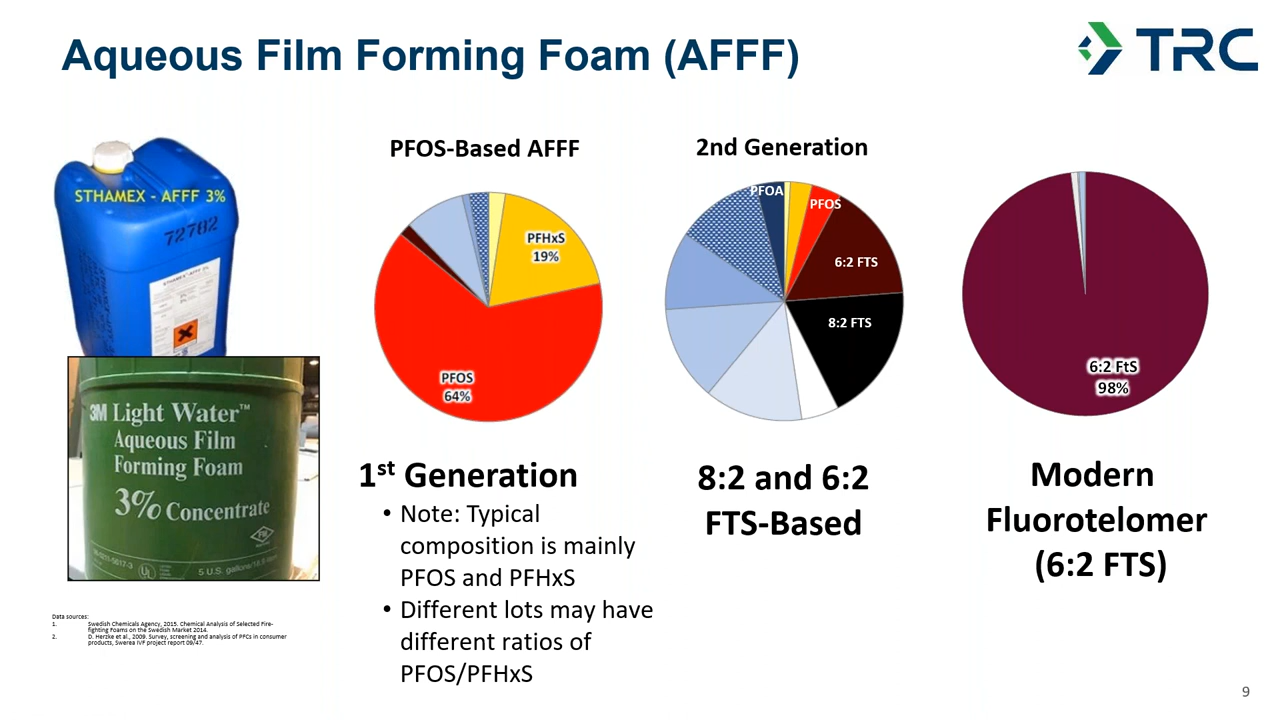 Aqueous Film Forming Foam (AFFF)
TRC
STHAMEX - AFFF 3%
72782
3M Light Water™
Aqueous Film
Forming Foam
3% Concentrate
5 U.S. gallone/18.9
Data sources:
1. Swedish Chemicals Agency, 2015. Chemical Analysis of Selected Fire-
fighting Foams on the Swedish Market 2014.
2. D. Herzke et al., 2009. Survey, screening and analysis of PFCs in consumer
products, Swerea IVF project report 09/47.
PFOS-Based AFFF
PFHxS
19%
PFOS
64%
1st Generation
• Note: Typical
composition is mainly
PFOS and PFHxS
• Different lots may have
different ratios of
PFOS/PFHxS
2nd Generation
PFOA
PFOS
6:2 FTS
8:2 FTS
8:2 and 6:2
FTS-Based
6:2 FtS
98%
Modern
Fluorotelomer
(6:2 FTS)
9